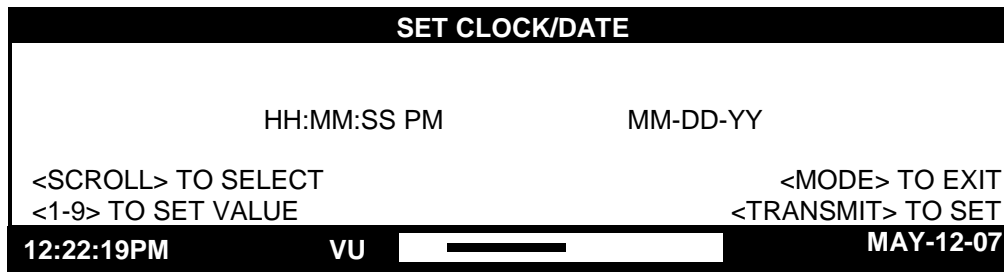 SET CLOCK/DATE
HH:MM:SS PM MM-DD-YY
<SCROLL> TO SELECT <MODE> TO EXIT
<1-9> TO SET VALUE <TRANSMIT> TO SET
12:22:19PM VU MAY-12-07